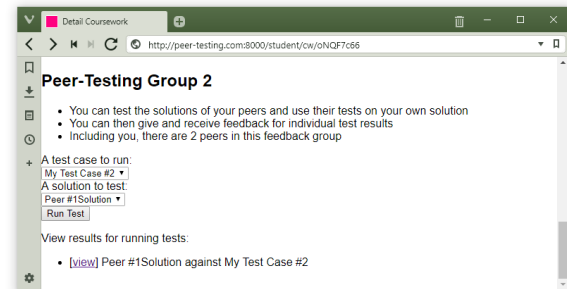 Detail Coursework
http://peer-testing.com:8000/student/cw/oNQF7c66
Peer-Testing Group 2
You can test the solutions of your peers and use their tests on your own solution
You can then give and receive feedback for individual test results
Including you, there are 2 peers in this feedback group
A test case to run:
My Test Case #2
A solution to test:
Peer #1Solution
Run Test
View results for running tests:
[view] Peer #1Solution against My Test Case #2